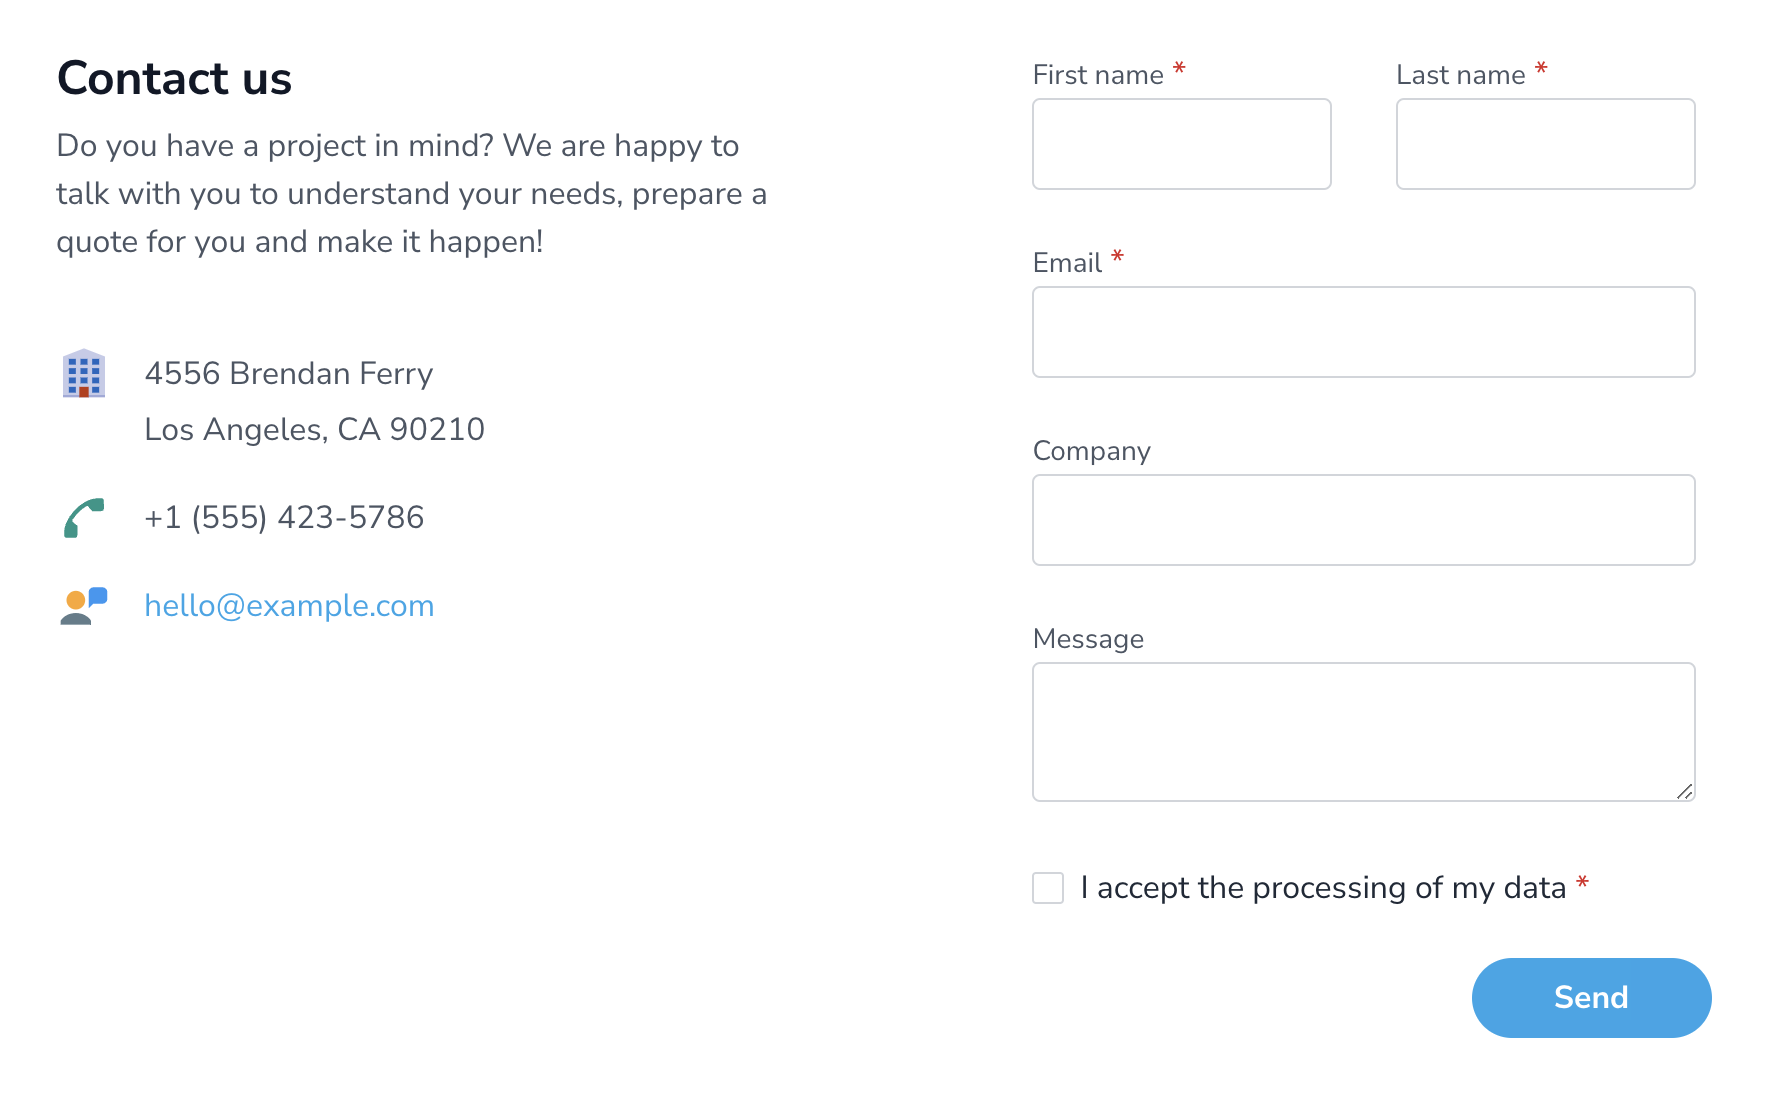 Contact us
Do you have a project in mind? We are happy to
talk with you to understand your needs, prepare a
quote for you and make it happen!
4556 Brendan Ferry
Los Angeles, CA 90210
+1 (555) 423-5786
hello@example.com
First name *
Last name *
Email *
Company
Message
I accept the processing of my data *
Send